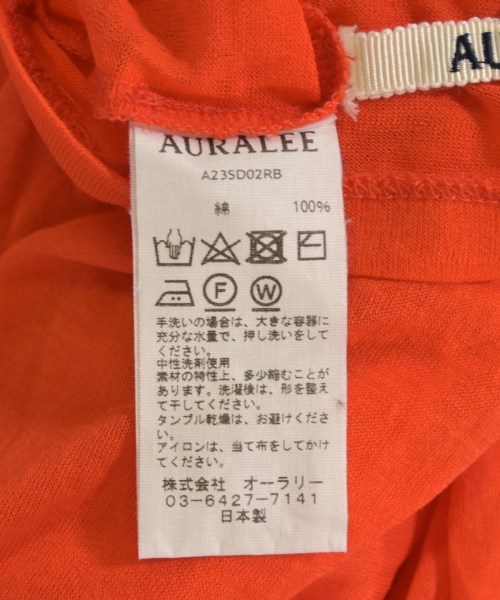 AU
AURALEE
A23SD02RB
綿 100%
F W
手洗いの場合は、大きな容器に
充分な水量で、押し洗いをして
ください。
中性洗剤使用
素材の特性上、多少縮むことが
あります。洗濯後は、形を整え
て干してください。
タンブル乾燥は、お避けくださ
い。
アイロンは、当て布をしてかけ
てください。
株式会社 オーラリー
03-6427-7141
日本製